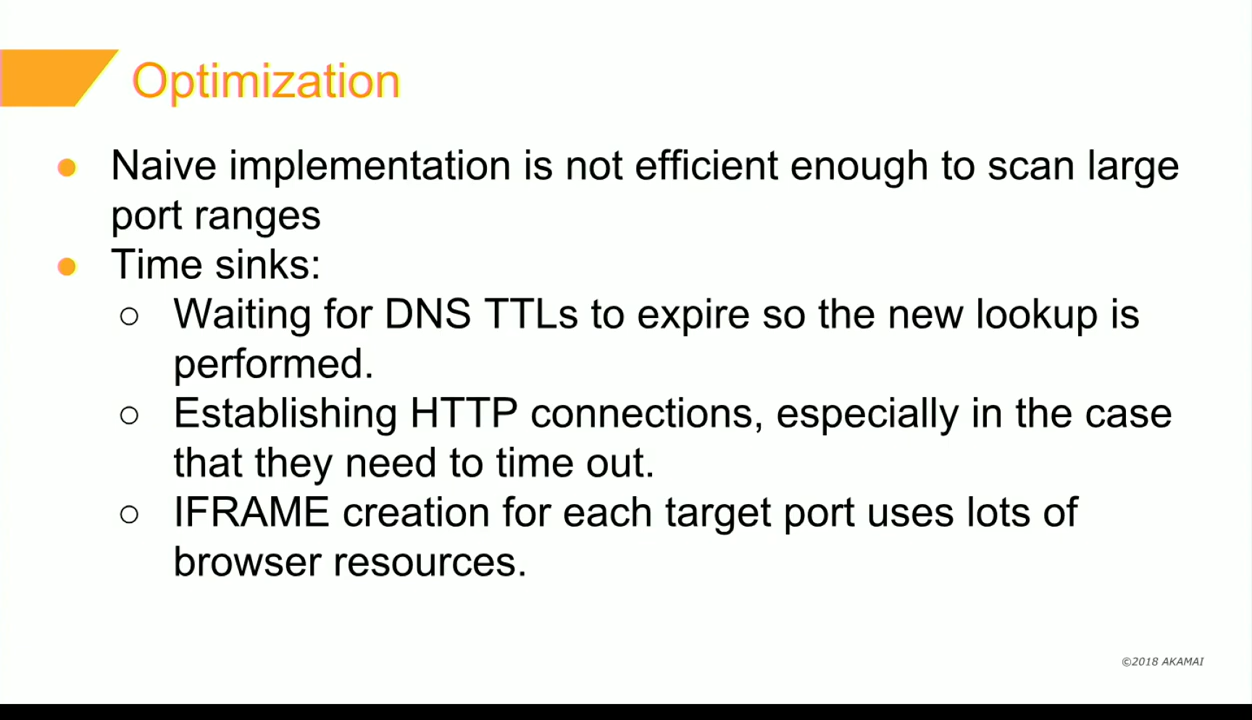 Optimization
● Naive implementation is not efficient enough to scan large
port ranges
● Time sinks:
○ Waiting for DNS TTLs to expire so the new lookup is
performed.
○ Establishing HTTP connections, especially in the case
that they need to time out.
○ IFRAME creation for each target port uses lots of
browser resources.
©2018 AKAMAI